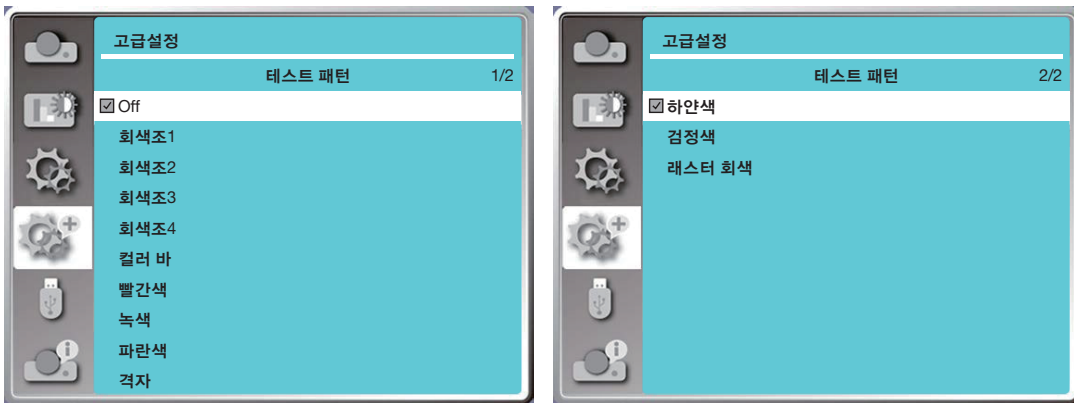 고급설정
테스트 패턴 1/2
Off
회색조1
회색조2
회색조3
회색조4
컬러 바
빨간색
녹색
파란색
격자
고급설정
테스트 패턴 2/2
하얀색
검정색
래스터 회색